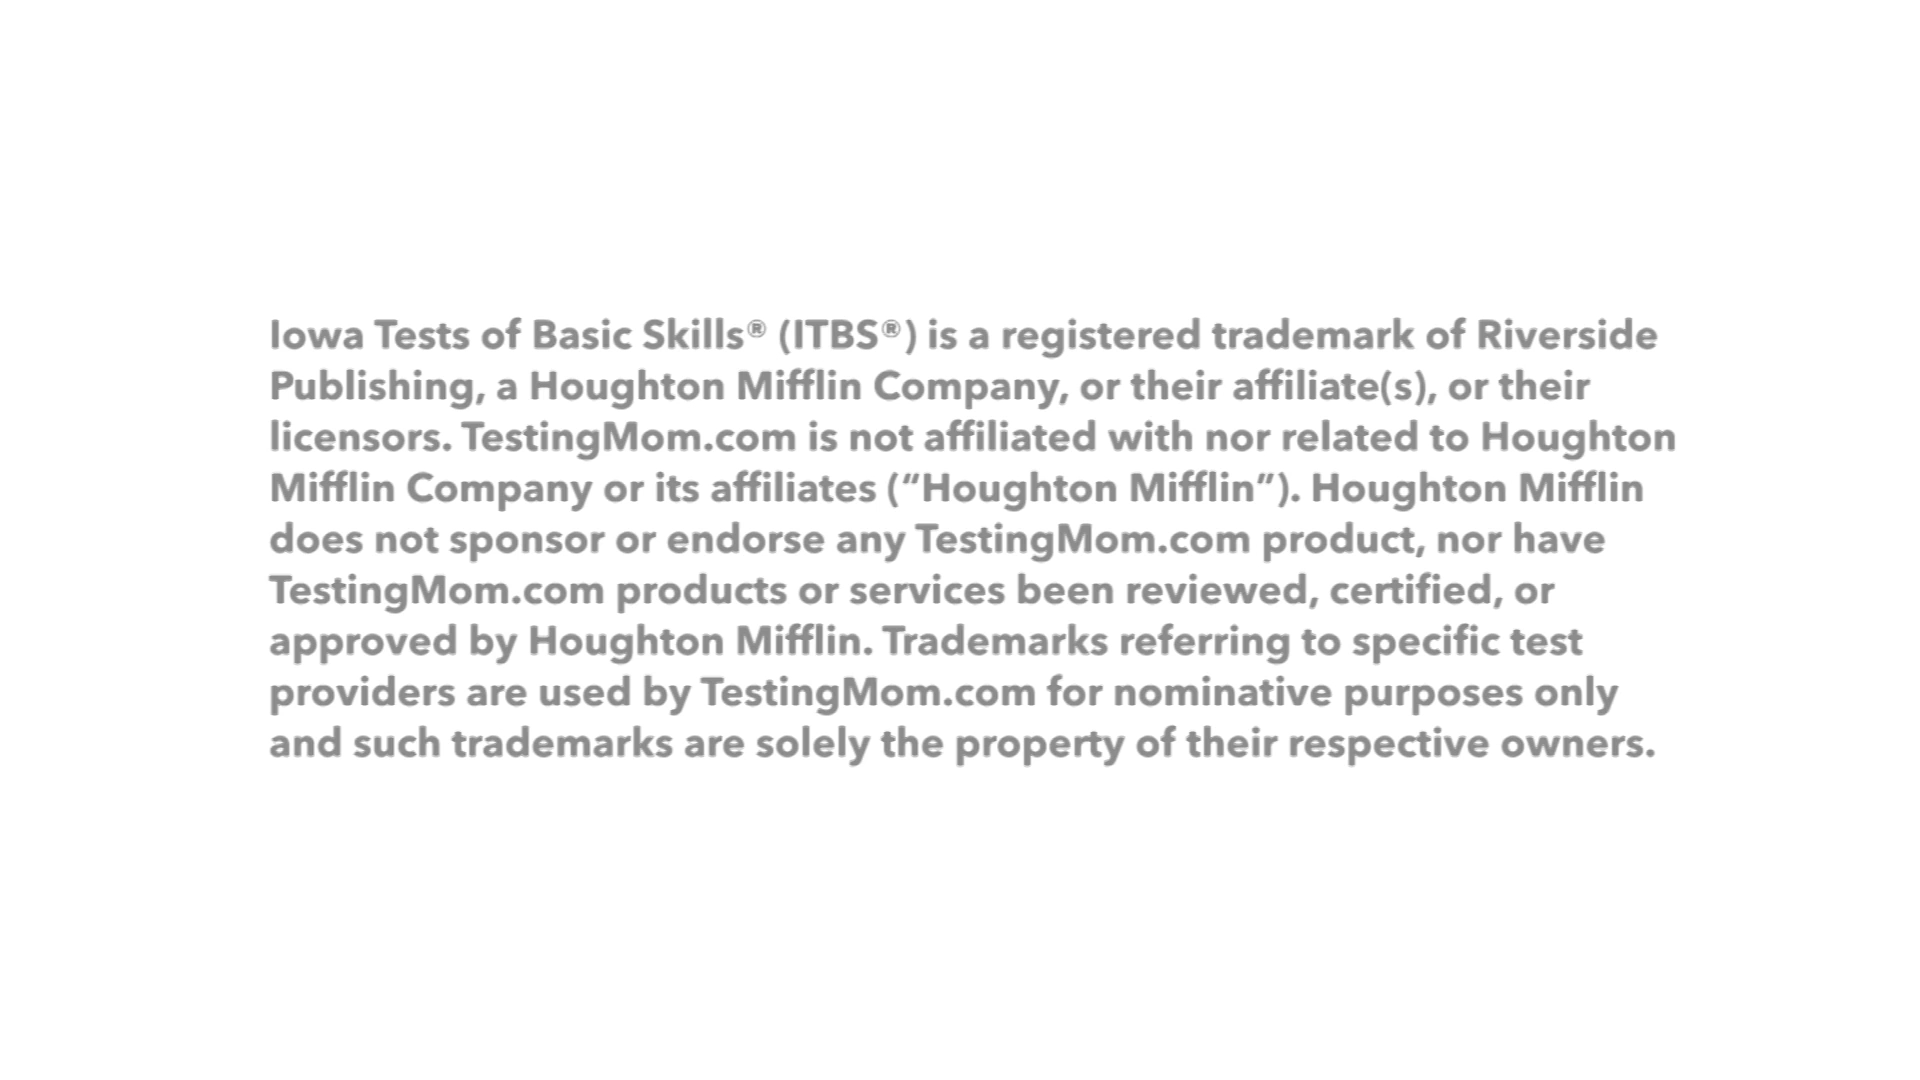 Iowa Tests of Basic Skills® (ITBS®) is a registered trademark of Riverside
Publishing, a Houghton Mifflin Company, or their affiliate(s), or their
licensors. TestingMom.com is not affiliated with nor related to Houghton
Mifflin Company or its affiliates (“Houghton Mifflin”). Houghton Mifflin
does not sponsor or endorse any TestingMom.com product, nor have
TestingMom.com products or services been reviewed, certified, or
approved by Houghton Mifflin. Trademarks referring to specific test
providers are used by TestingMom.com for nominative purposes only
and such trademarks are solely the property of their respective owners.